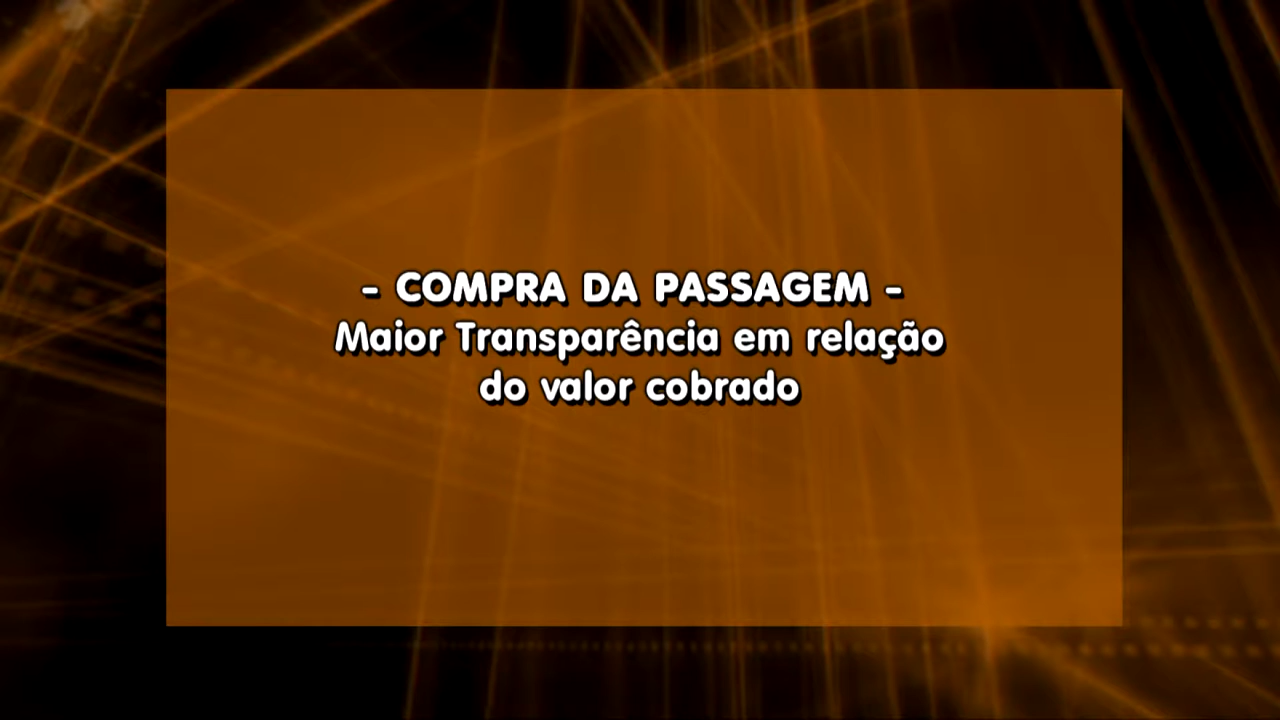 - COMPRA DA PASSAGEM -
Maior Transparência em relação
do valor cobrado